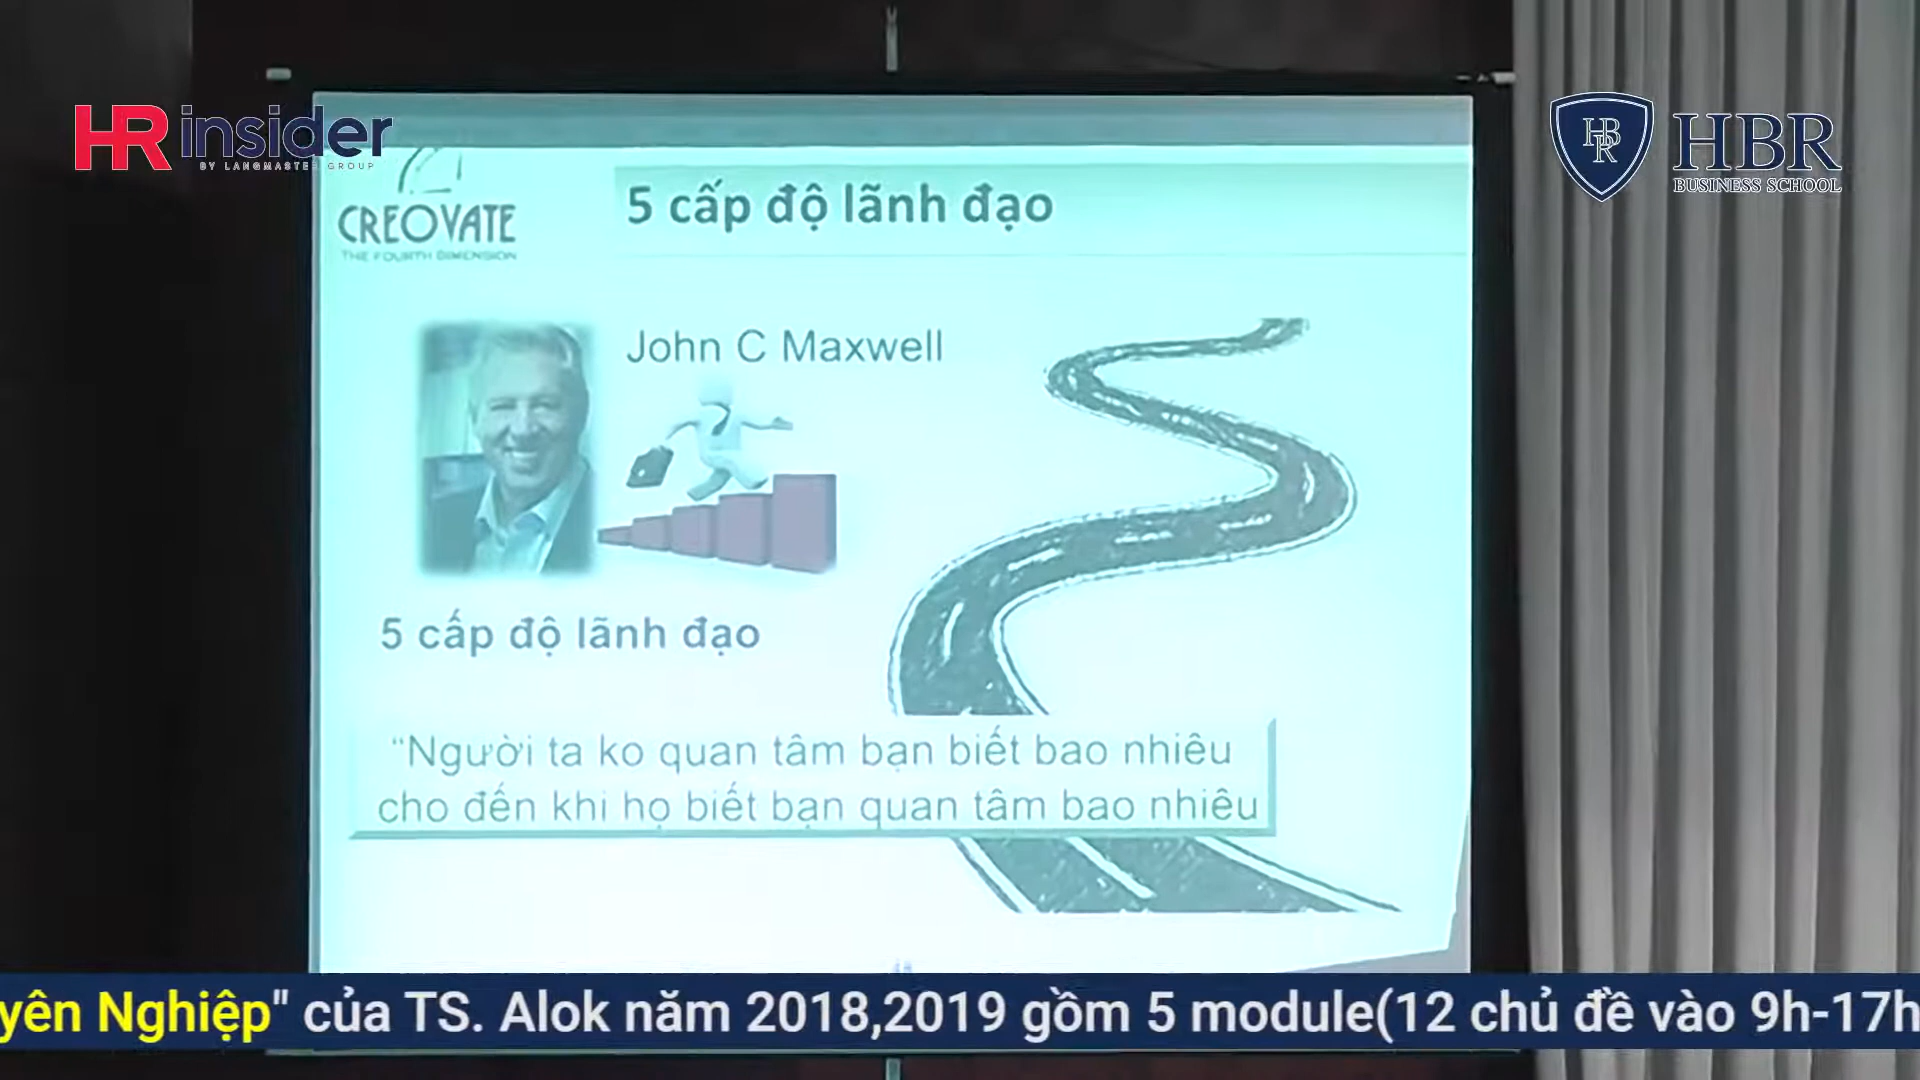 HR insider
BY LANGMASTER GROUP
HBR
BUSINESS SCHOOL
CREOVATE
THE FOURTH DIMENSION
5 cấp độ lãnh đạo
John C Maxwell
5 cấp độ lãnh đạo
“Người ta ko quan tâm bạn biết bao nhiêu
cho đến khi họ biết bạn quan tâm bao nhiêu
yên Nghiệp" của TS. Alok năm 2018,2019 gồm 5 module(12 chủ đề vào 9h-17h